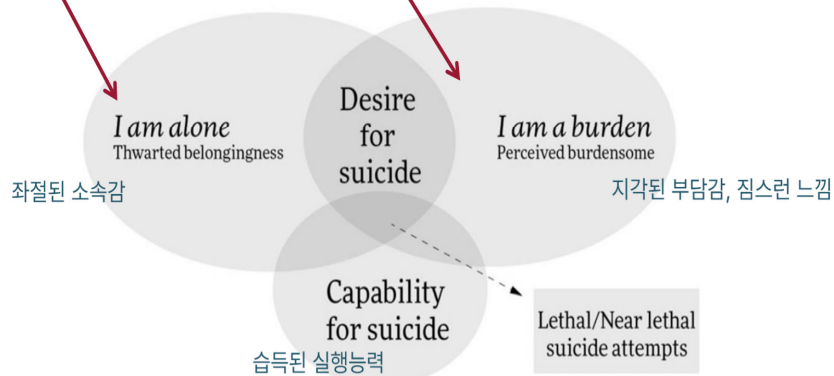 I am alone
Thwarted belongingness
좌절된 소속감
Desire
for
suicide
I am a burden
Perceived burdensome
지각된 부담감, 짐스런 느낌
Capability
for suicide
습득된 실행능력
Lethal/Near lethal
suicide attempts